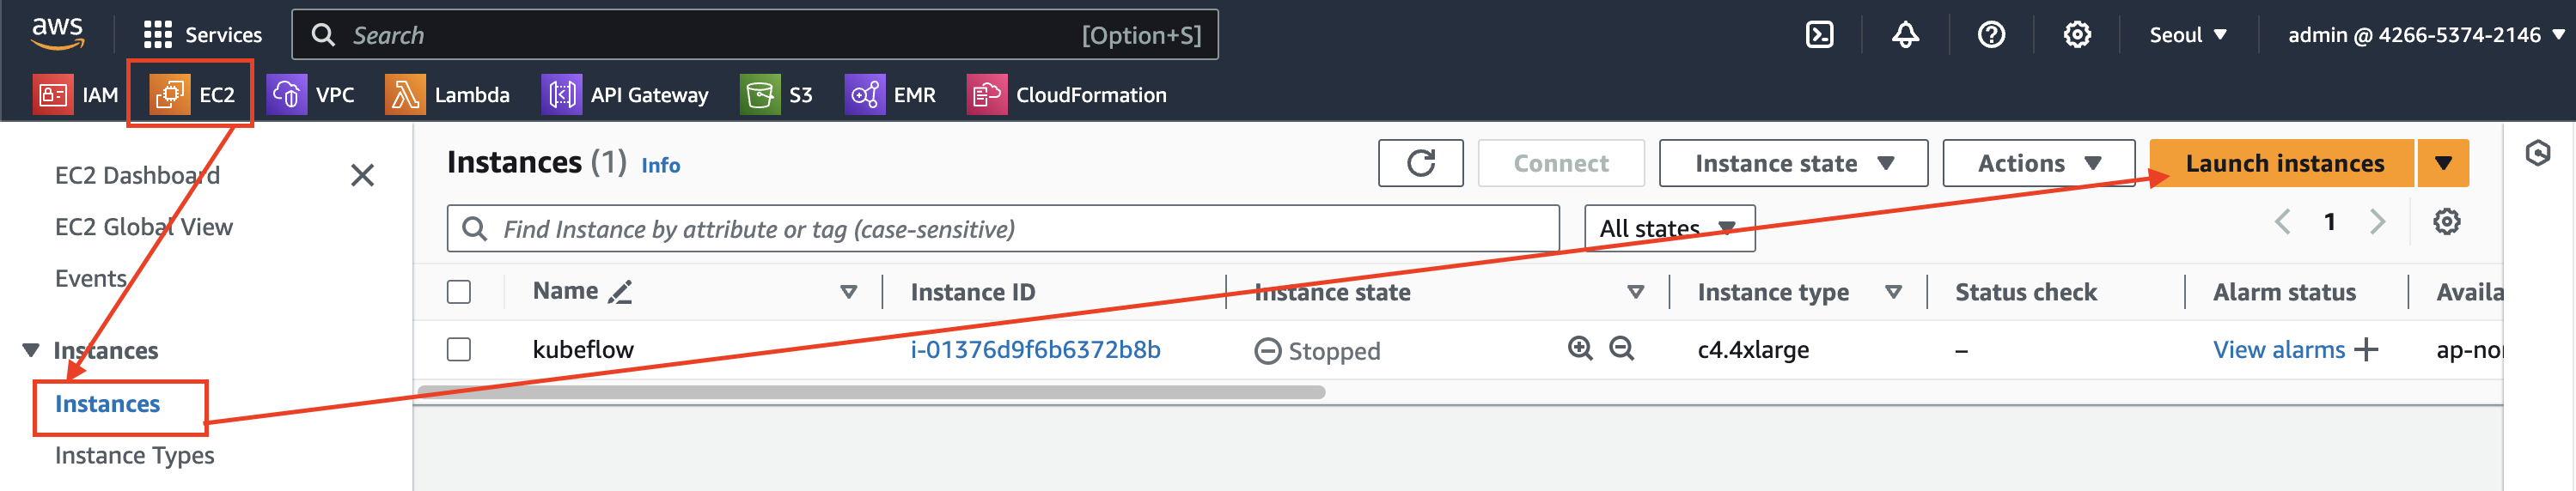 aws Services Search [Option+S] Seoul admin @ 4266-5374-2146
IAM EC2 VPC Lambda API Gateway S3 EMR CloudFormation
EC2 Dashboard
EC2 Global View
Events
Instances
Instances
Instance Types
Instances (1) Info Connect Instance state Actions Launch instances
Find Instance by attribute or tag (case-sensitive) All states 1
Name Instance ID Instance state Instance type Status check Alarm status Availa
kubeflow i-01376d9f6b6372b8b Stopped c4.4xlarge – View alarms + ap-nor